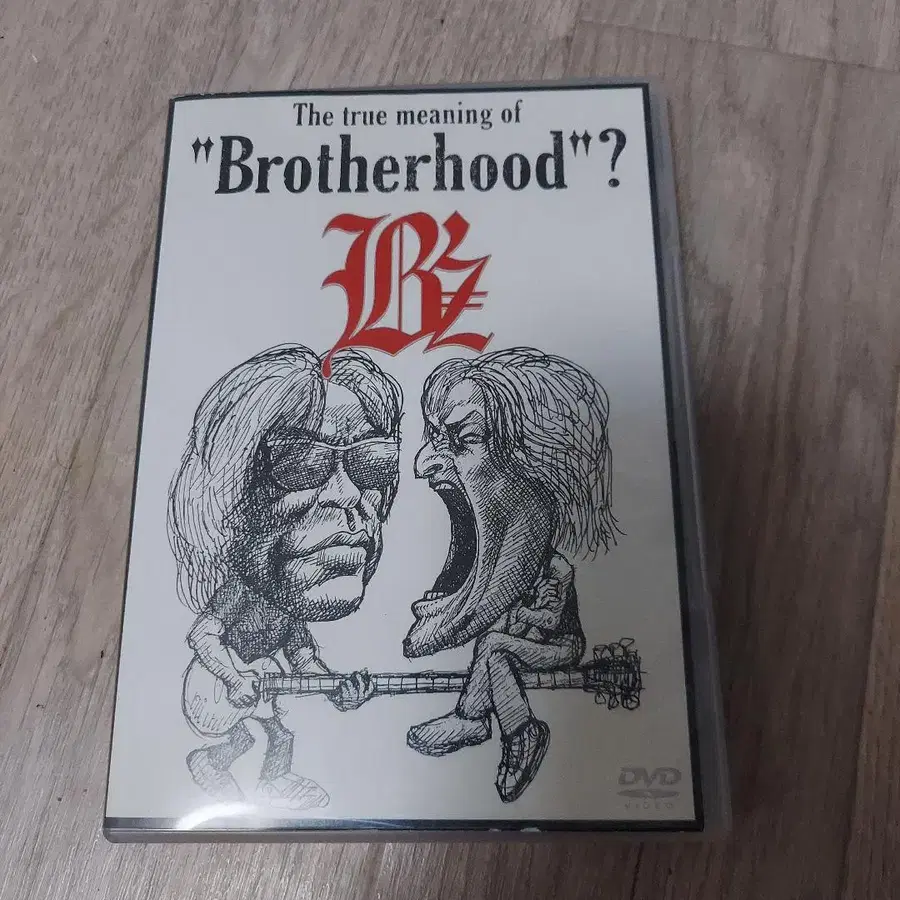 The true meaning of
"Brotherhood"?
B'z
DVD
VIDEO